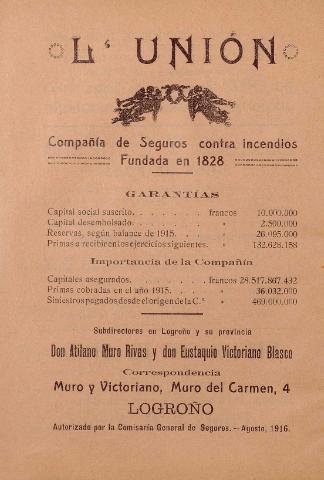 L' UNIÓN
Compañía de Seguros contra incendios
Fundada en 1828
GARANTÍAS
Capital social suscrito. . . . . . . francos 10.000.000
Capital desembolsado. . . . . . . » 2.500.000
Reservas, según balance de 1915. . . . » 26.095.000
Primas a recibir en los ejercicios siguientes. » 132.628.158
Importancia de la Compañía
Capitales asegurados. . . . . . . francos 28.517.867.432
Primas cobradas en el año 1915. . . . » 36.032.000
Siniestros pagados desde el origen de la C.ª » 469.000.000
Subdirectores en Logroño y su provincia
Don Atilano Muro Rivas y don Eustaquio Victoriano Blasco
Correspondencia
Muro y Victoriano, Muro del Carmen, 4
LOGROÑO
Autorizado por la Comisaría General de Seguros.—Agosto, 1916.